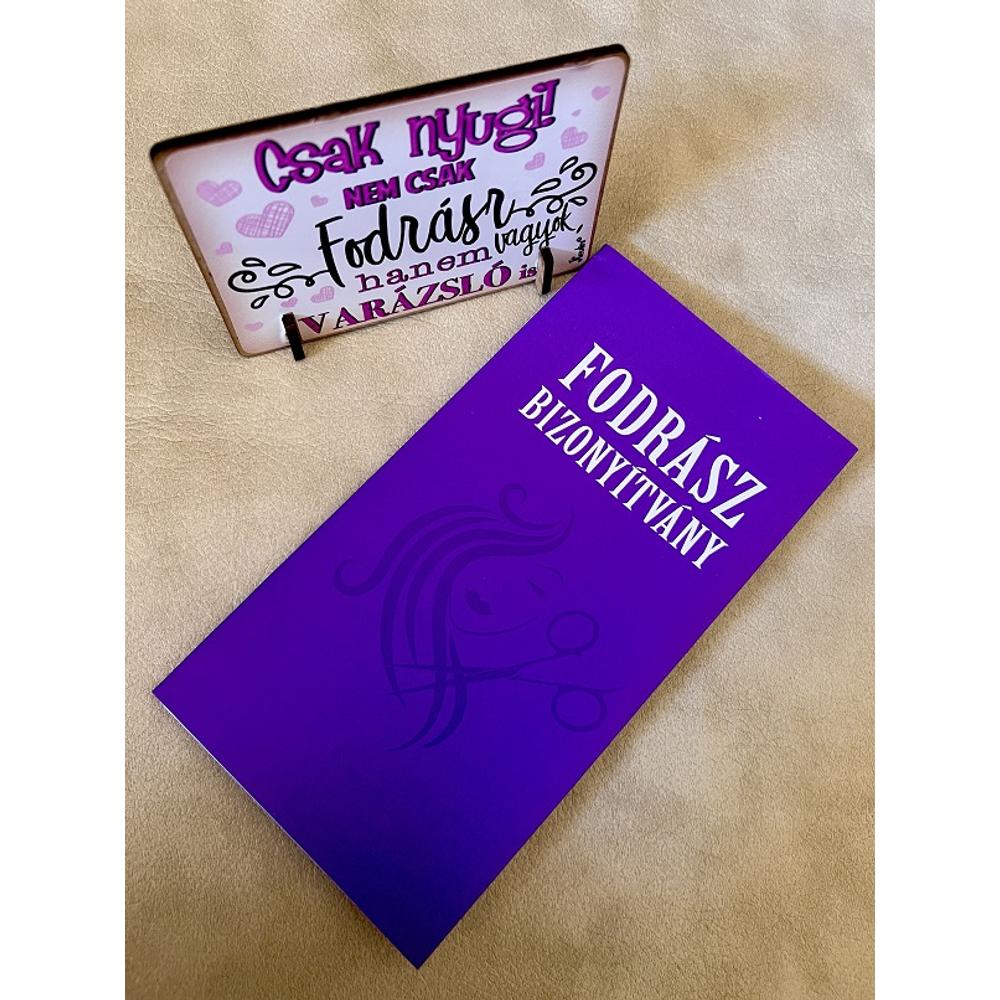 Csak nyugi!
NEM CSAK
Fodrász vagyok,
hanem
VARÁZSLÓ is
FODRÁSZ
BIZONYÍTVÁNY